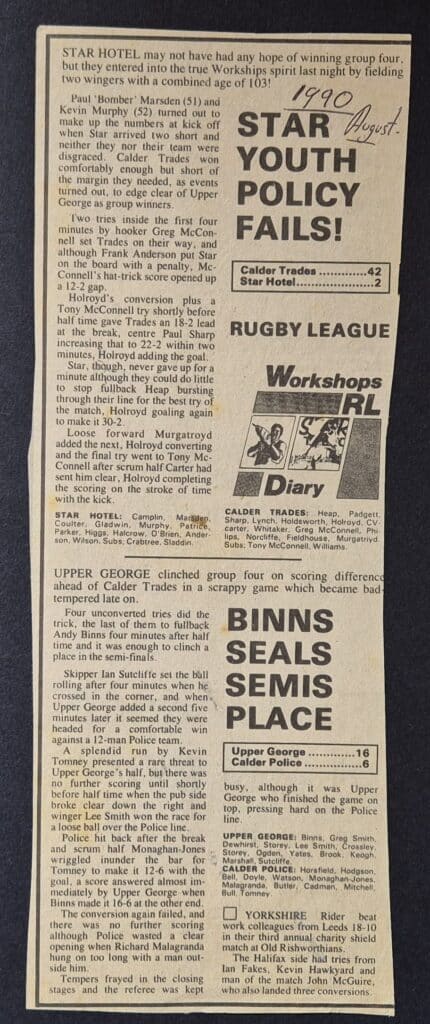 STAR HOTEL may not have had any hope of winning group four,
but they entered into the true Workships spirit last night by fielding
two wingers with a combined age of 103!
Paul 'Bomber' Marsden (51) and
Kevin Murphy (52) turned out to
make up the numbers at kick off
when Star arrived two short and
neither they nor their team were
disgraced. Calder Trades won
comfortably enough but short of
the margin they needed, as events
turned out, to edge clear of Upper
George as group winners.
Two tries inside the first four
minutes by hooker Greg McCon-
nell set Trades on their way, and
although Frank Anderson put Star
on the board with a penalty, Mc-
Connell's hat-trick score opened up
a 12-2 gap.
Holroyd's conversion plus a
Tony McConnell try shortly before
half time gave Trades an 18-2 lead
at the break, centre Paul Sharp
increasing that to 22-2 within two
minutes, Holroyd adding the goal.
Star, though, never gave up for a
minute although they could do little
to stop fullback Heap bursting
through their line for the best try of
the match, Holroyd goaling again
to make it 30-2.
Loose forward Murgatroyd
added the next, Holroyd converting
and the final try went to Tony Mc-
Connell after scrum half Carter had
sent him clear, Holroyd completing
the scoring on the stroke of time
with the kick.
STAR HOTEL: Camplin, Marsden,
Coulter, Gladwin, Murphy, Patrice,
Parker, Higgs, Halcrow, O'Brien, Ander-
son, Wilson. Subs, Crabtree, Sladdin.
1990
August.
STAR
YOUTH
POLICY
FAILS!
Calder Trades .............42
Star Hotel......................2
RUGBY LEAGUE
Workshops
RL
Diary
CALDER TRADES: Heap, Padgett,
Sharp, Lynch, Holdsworth, Holroyd, CV-
carter, Whitaker, Greg McConnell, Phi-
lips, Norcliffe, Fieldhouse, Murgatriyd.
Subs, Tony McConnell, Williams.
UPPER GEORGE clinched group four on scoring difference
ahead of Calder Trades in a scrappy game which became bad-
tempered late on.
Four unconverted tries did the
trick, the last of them to fullback
Andy Binns four minutes after half
time and it was enough to clinch a
place in the semi-finals.
Skipper Ian Sutcliffe set the ball
rolling after four minutes when he
crossed in the corner, and when
Upper George added a second five
minutes later it seemed they were
headed for a comfortable win
against a 12-man Police team.
A splendid run by Kevin
Tomney presented a rare threat to
Upper George's half, but there was
no further scoring until shortly
before half time when the pub side
broke clear down the right and
winger Lee Smith won the race for
a loose ball over the Police line.
Police hit back after the break
and scrum half Monaghan-Jones
wriggled inunder the bar for
Tomney to make it 12-6 with the
goal, a score answered almost im-
mediately by Upper George when
Binns made it 16-6 at the other end.
The conversion again failed, and
there was no further scoring
although Police wasted a clear
opening when Richard Malagranda
hung on too long with a man out-
side him.
Tempers frayed in the closing
stages and the referee was kept
BINNS
SEALS
SEMIS
PLACE
Upper George ............16
Calder Police ...............6
busy, although it was Upper
George who finished the game on
top, pressing hard on the Police
line.
UPPER GEORGE: Binns, Greg Smith,
Dewhirst, Storey, Lee Smith, Crossley,
Storey, Ogden, Yates, Brook, Keogh,
Marshall, Sutcliffe.
CALDER POLICE: Horsfield, Hodgson,
Bell, Doyle, Watson, Monaghan-Jones,
Malagranda, Butler, Cadman, Mitchell,
Bull, Tomney.
YORKSHIRE Rider beat
work colleagues from Leeds 18-10
in their third annual charity shield
match at Old Rishworthians.
The Halifax side had tries from
Ian Fakes, Kevin Hawkyard and
man of the match John McGuire,
who also landed three conversions.